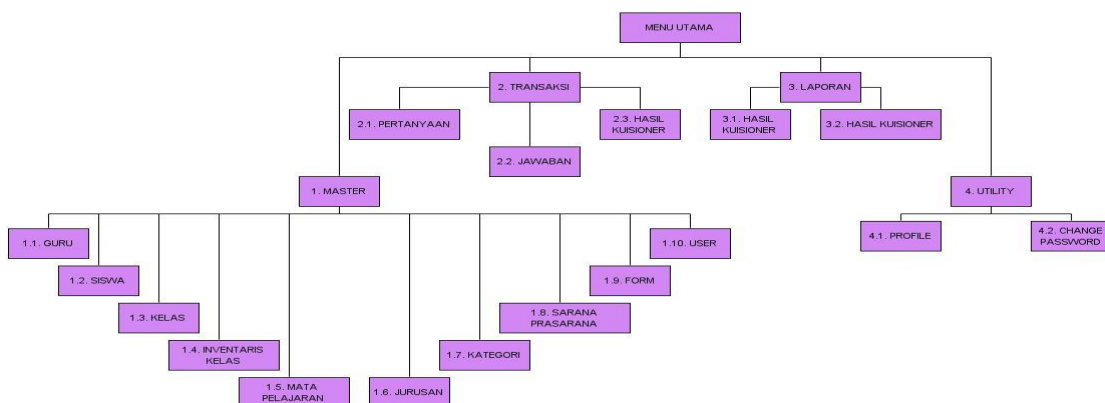 MENU UTAMA
2. TRANSAKSI
3. LAPORAN
2.1. PERTANYAAN
2.3. HASIL
KUISIONER
3.1. HASIL
KUISIONER
3.2. HASIL KUISIONER
2.2. JAWABAN
1. MASTER
4. UTILITY
1.1. GURU
1.10. USER
4.1. PROFILE
4.2. CHANGE
PASSWORD
1.2. SISWA
1.9. FORM
1.3. KELAS
1.8. SARANA
PRASARANA
1.4. INVENTARIS
KELAS
1.7. KATEGORI
1.5. MATA
PELAJARAN
1.6. JURUSAN